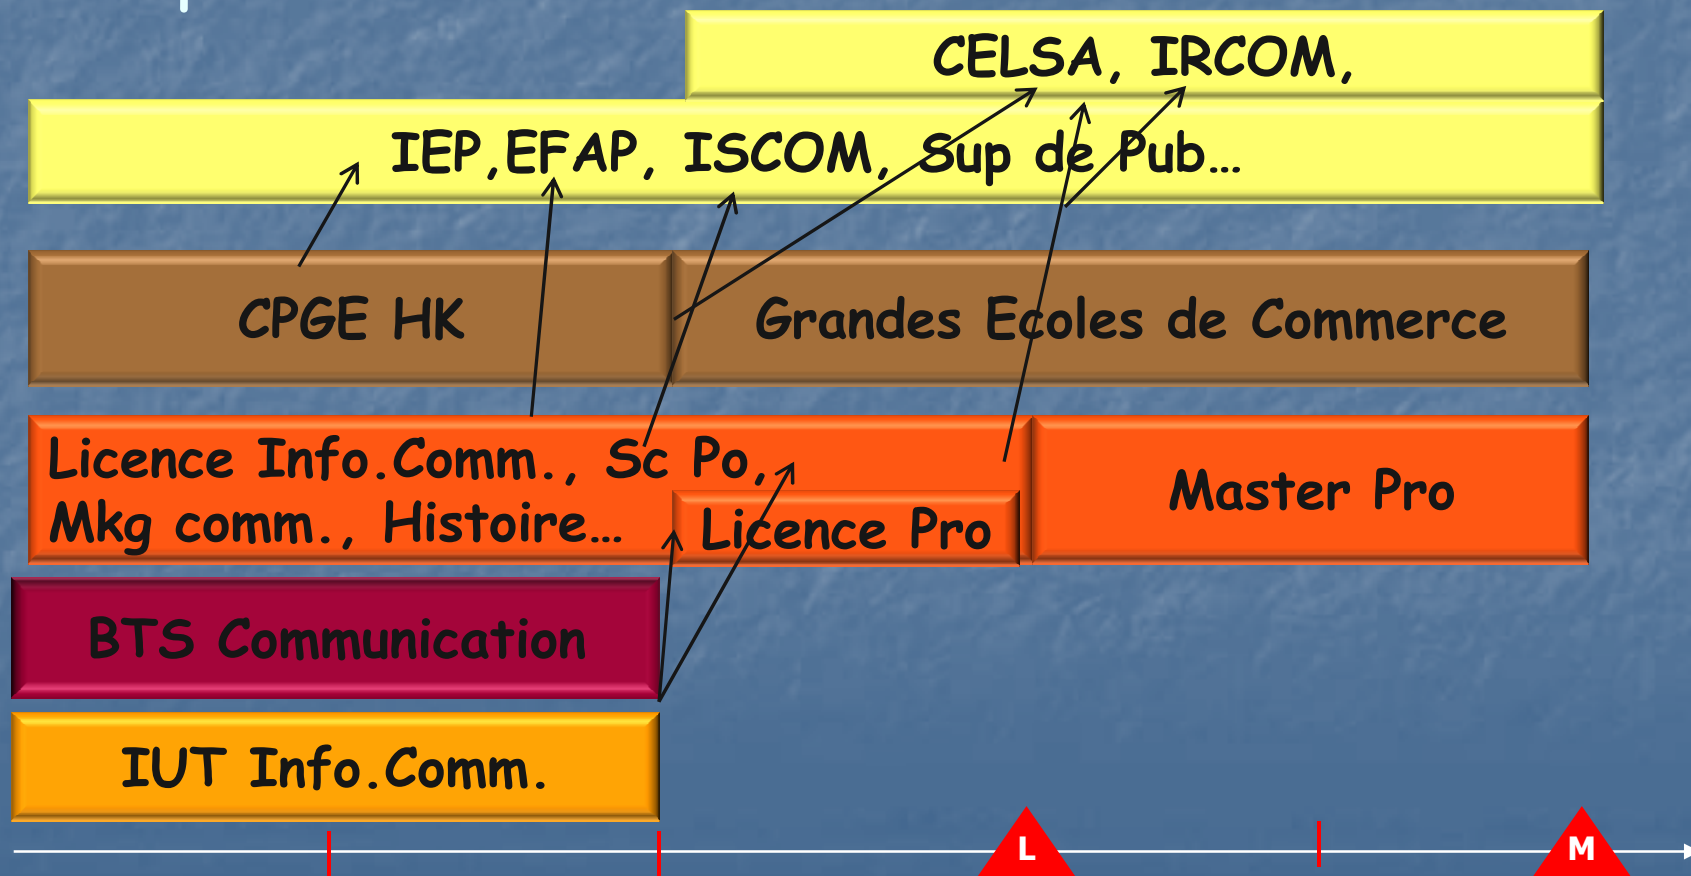 CELSA, IRCOM,
IEP,EFAP, ISCOM, Sup de Pub…
CPGE HK
Grandes Ecoles de Commerce
Licence Info.Comm., Sc Po,
Mkg comm., Histoire…
Licence Pro
Master Pro
BTS Communication
IUT Info.Comm.
L
M